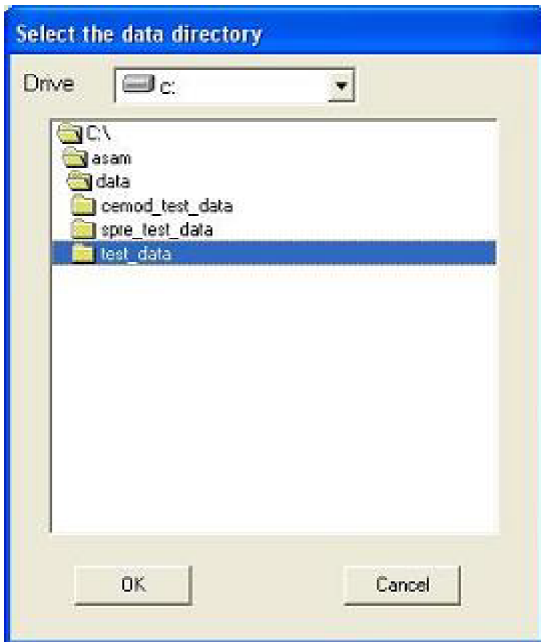 Select the data directory
Drive c:
C:\
asam
data
cemod_test_data
spre_test_data
test_data
OK Cancel